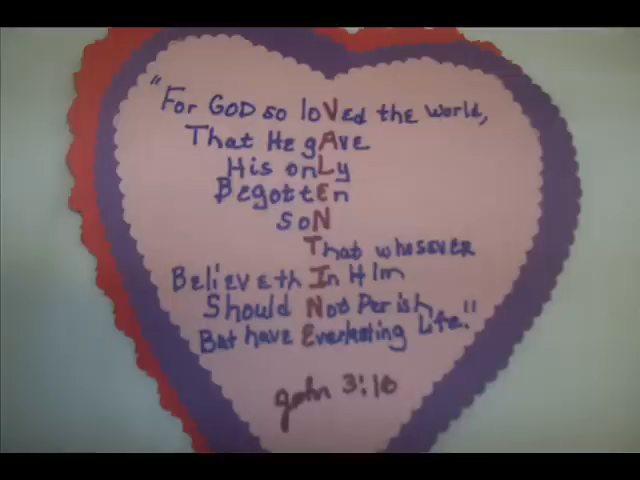 "For GOD so loVed the world,
That He gAve
His onLy
BegottEn
soN
That whosever
Believeth In HIm
Should Not Perish
But have Everlasting Life."
John 3:16